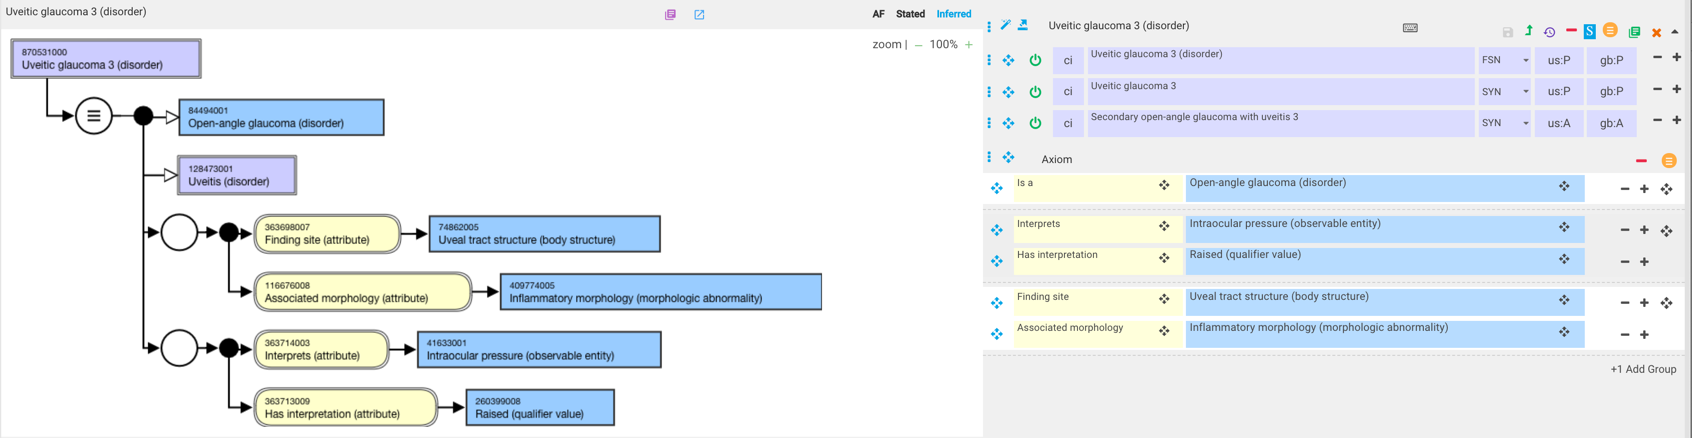 Uveitic glaucoma 3 (disorder)
AF Stated Inferred
zoom | – 100% +
870531000
Uveitic glaucoma 3 (disorder)
84494001
Open-angle glaucoma (disorder)
128473001
Uveitis (disorder)
363698007
Finding site (attribute)
74862005
Uveal tract structure (body structure)
116676008
Associated morphology (attribute)
409774005
Inflammatory morphology (morphologic abnormality)
363714003
Interprets (attribute)
41633001
Intraocular pressure (observable entity)
363713009
Has interpretation (attribute)
260399008
Raised (qualifier value)
Uveitic glaucoma 3 (disorder)
S
ci Uveitic glaucoma 3 (disorder) FSN us:P gb:P
ci Uveitic glaucoma 3 SYN us:P gb:P
ci Secondary open-angle glaucoma with uveitis 3 SYN us:A gb:A
Axiom
Is a Open-angle glaucoma (disorder)
Interprets Intraocular pressure (observable entity)
Has interpretation Raised (qualifier value)
Finding site Uveal tract structure (body structure)
Associated morphology Inflammatory morphology (morphologic abnormality)
+1 Add Group